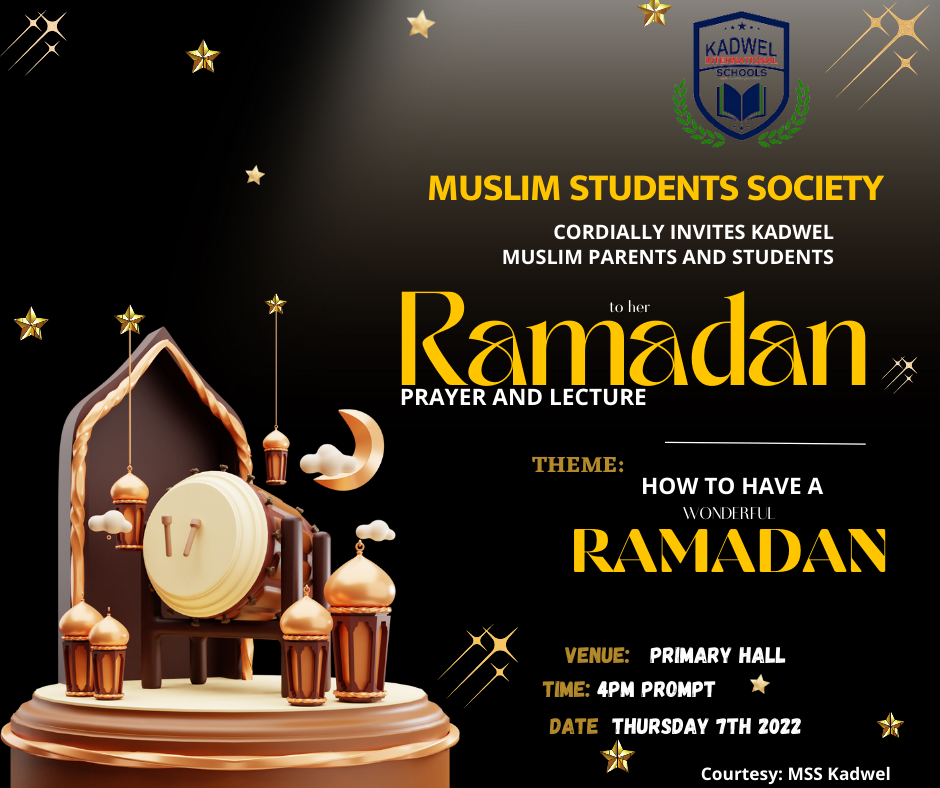 KADWEL
INTERNATIONAL
SCHOOLS
MUSLIM STUDENTS SOCIETY
CORDIALLY INVITES KADWEL
MUSLIM PARENTS AND STUDENTS
to her
Ramadan
PRAYER AND LECTURE
THEME:
HOW TO HAVE A
WONDERFUL
RAMADAN
VENUE: PRIMARY HALL
TIME: 4PM PROMPT
DATE THURSDAY 7TH 2022
Courtesy: MSS Kadwel